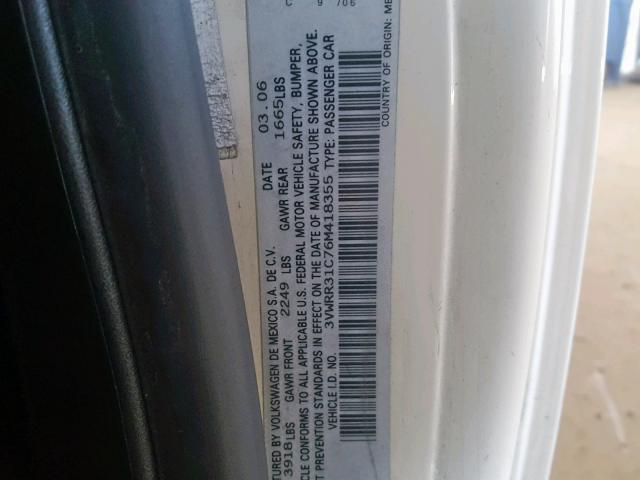 C 9 706
TURED BY VOLKSWAGEN DE MEXICO S.A. DE C.V. DATE 03.06
3918LBS GAWR FRONT 2249 LBS GAWR REAR 1665LBS
CLE CONFORMS TO ALL APPLICABLE U.S. FEDERAL MOTOR VEHICLE SAFETY, BUMPER,
T PREVENTION STANDARDS IN EFFECT ON THE DATE OF MANUFACTURE SHOWN ABOVE.
VEHICLE I.D. NO. 3VWRR31C76M418355 TYPE: PASSENGER CAR
COUNTRY OF ORIGIN: ME